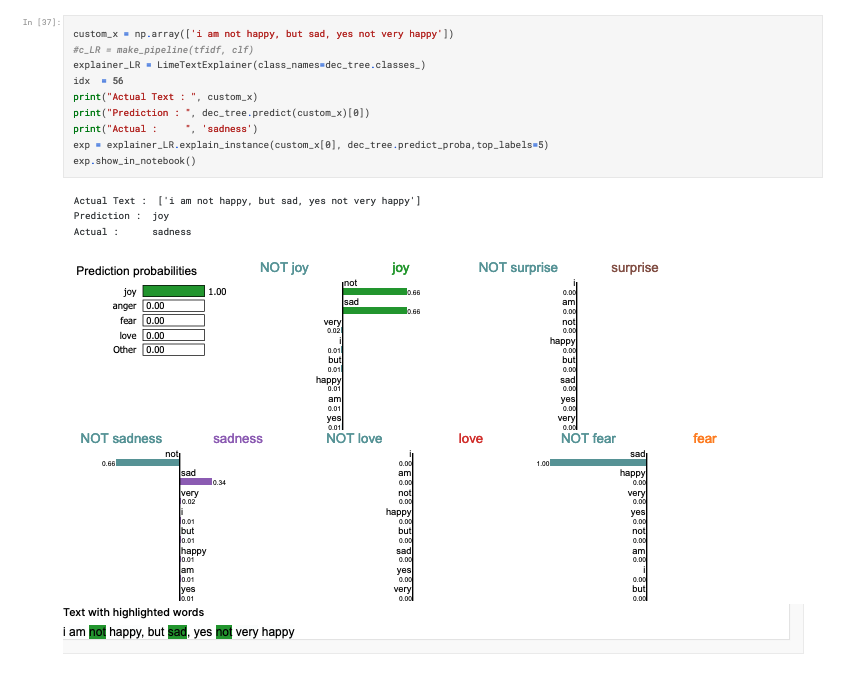 In [37]:
custom_x = np.array(['i am not happy, but sad, yes not very happy'])
#c_LR = make_pipeline(tfidf, clf)
explainer_LR = LimeTextExplainer(class_names=dec_tree.classes_)
idx  = 56
print("Actual Text : ", custom_x)
print("Prediction : ", dec_tree.predict(custom_x)[0])
print("Actual :     ", 'sadness')
exp = explainer_LR.explain_instance(custom_x[0], dec_tree.predict_proba,top_labels=5)
exp.show_in_notebook()
Actual Text :  ['i am not happy, but sad, yes not very happy']
Prediction :  joy
Actual :      sadness
Prediction probabilities
joy 1.00
anger 0.00
fear 0.00
love 0.00
Other 0.00
NOT joy joy
not
0.66
sad
0.66
very
0.02
i
0.01
but
0.01
happy
0.01
am
0.01
yes
0.01
NOT surprise surprise
i
0.00
am
0.00
not
0.00
happy
0.00
but
0.00
sad
0.00
yes
0.00
very
0.00
NOT sadness sadness
not
0.66
sad
0.34
very
0.02
i
0.01
but
0.01
happy
0.01
am
0.01
yes
0.01
NOT love love
i
0.00
am
0.00
not
0.00
happy
0.00
but
0.00
sad
0.00
yes
0.00
very
0.00
NOT fear fear
sad
1.00
happy
0.00
very
0.00
yes
0.00
not
0.00
am
0.00
i
0.00
but
0.00
Text with highlighted words
i am not happy, but sad, yes not very happy